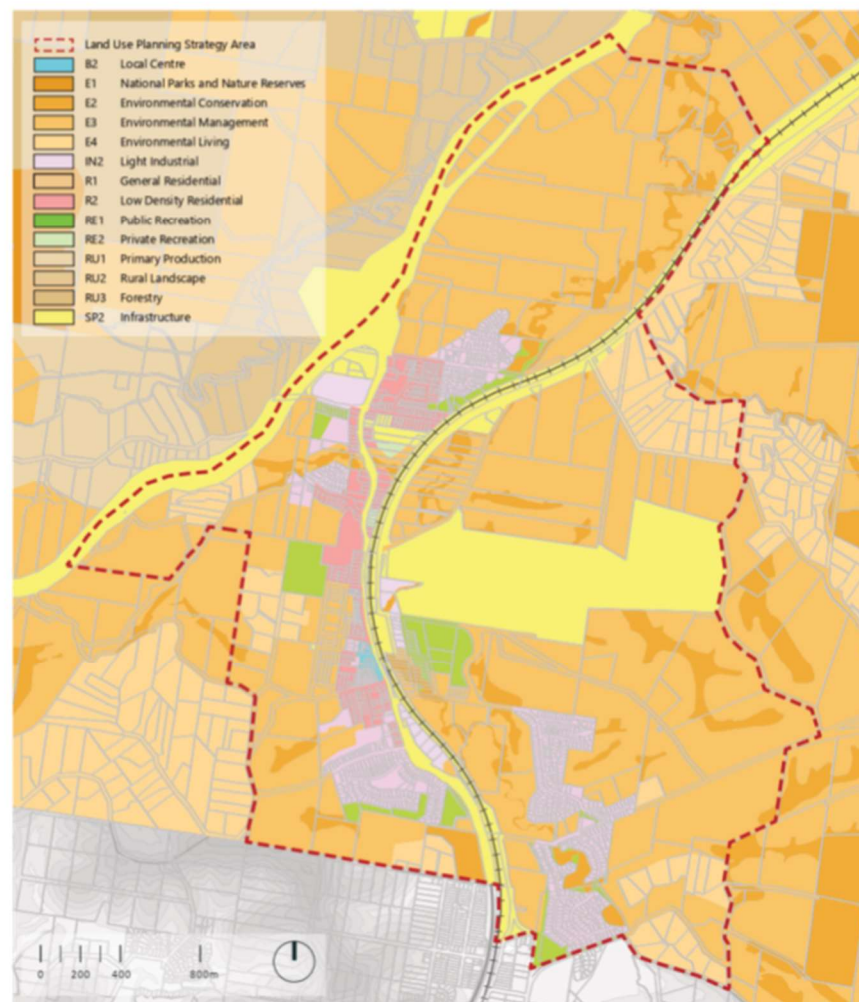 Land Use Planning Strategy Area
B2 Local Centre
E1 National Parks and Nature Reserves
E2 Environmental Conservation
E3 Environmental Management
E4 Environmental Living
IN2 Light Industrial
R1 General Residential
R2 Low Density Residential
RE1 Public Recreation
RE2 Private Recreation
RU1 Primary Production
RU2 Rural Landscape
RU3 Forestry
SP2 Infrastructure
0 200 400 800m